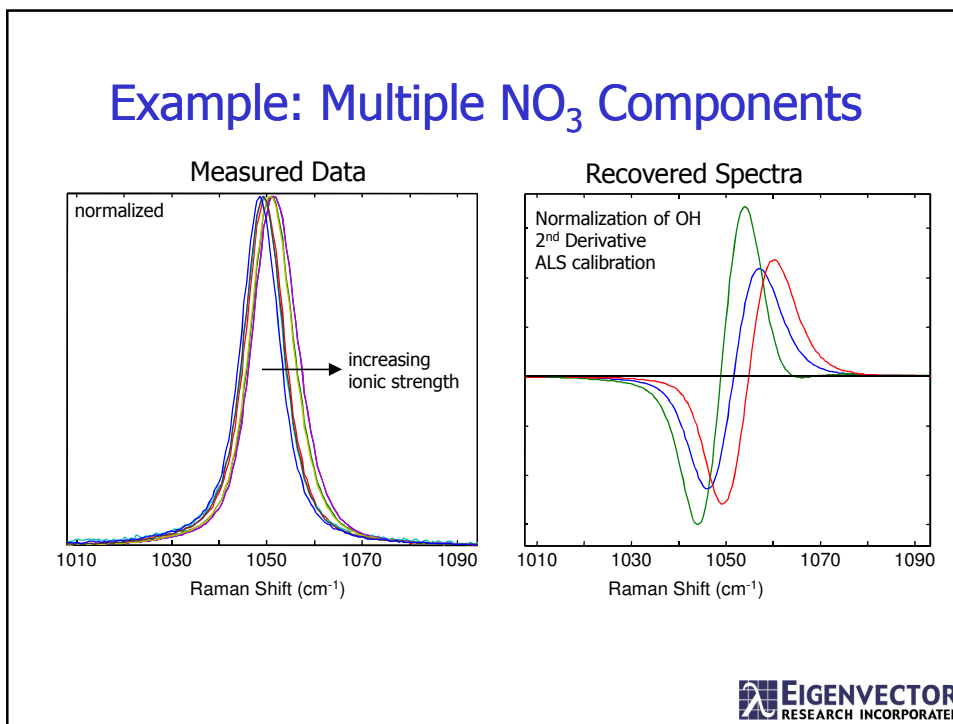 Example: Multiple NO₃ Components
Measured Data
normalized
increasing
ionic strength
1010 1030 1050 1070 1090
Raman Shift (cm⁻¹)
Recovered Spectra
Normalization of OH
2ⁿᵈ Derivative
ALS calibration
1010 1030 1050 1070 1090
Raman Shift (cm⁻¹)
EIGENVECTOR
RESEARCH INCORPORATE